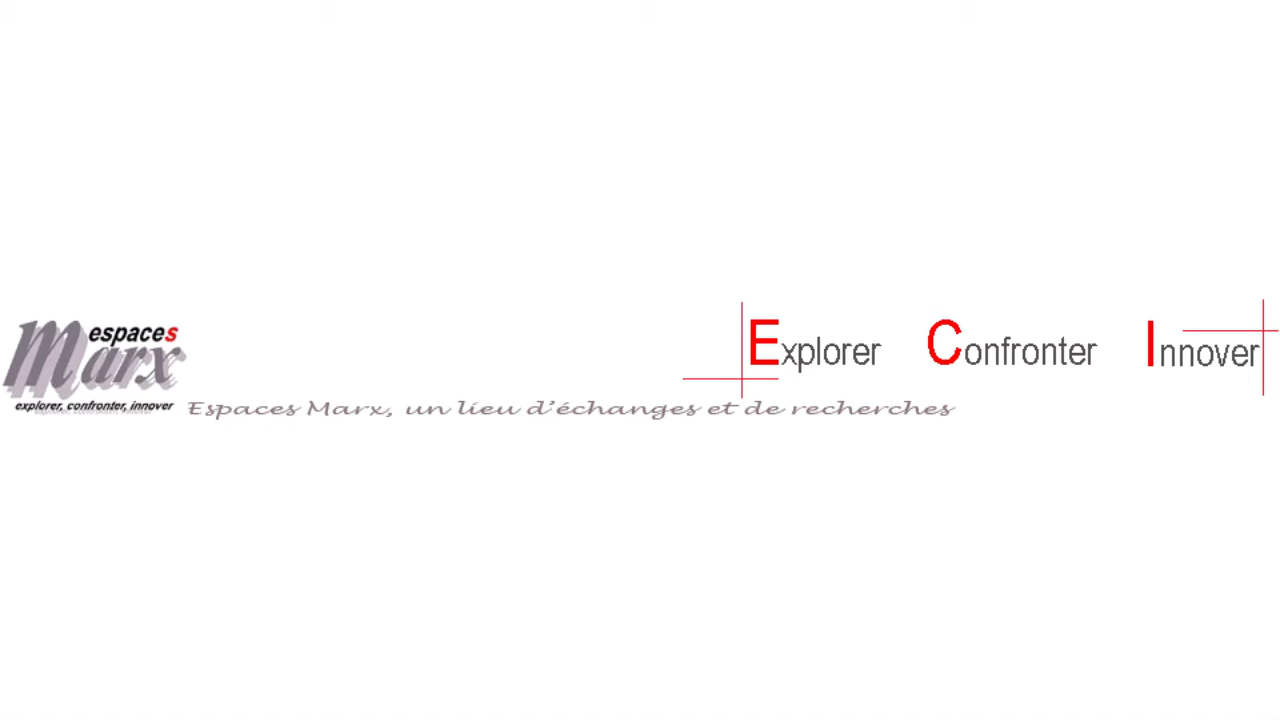 espaces
Marx
explorer, confronter, innover
Explorer Confronter Innover
Espaces Marx, un lieu d'échanges et de recherches